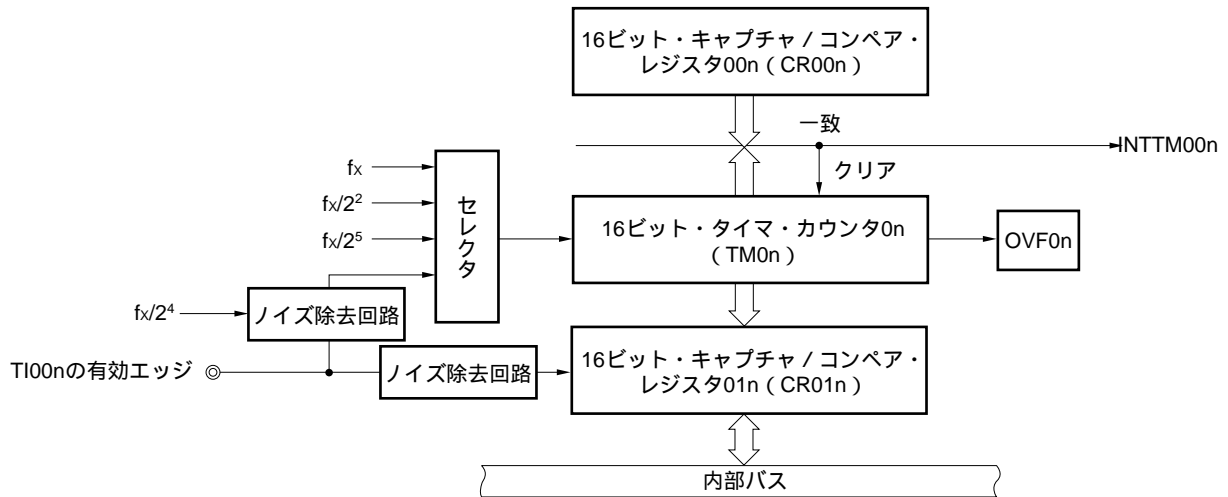 16ビット・キャプチャ / コンペア・
レジスタ00n（CR00n）
一致
INTTM00n
クリア
fx
fx/2²
fx/2⁵
セレクタ
16ビット・タイマ・カウンタ0n
（TM0n）
OVF0n
fx/2⁴
ノイズ除去回路
TI00nの有効エッジ
ノイズ除去回路
16ビット・キャプチャ / コンペア・
レジスタ01n（CR01n）
内部バス